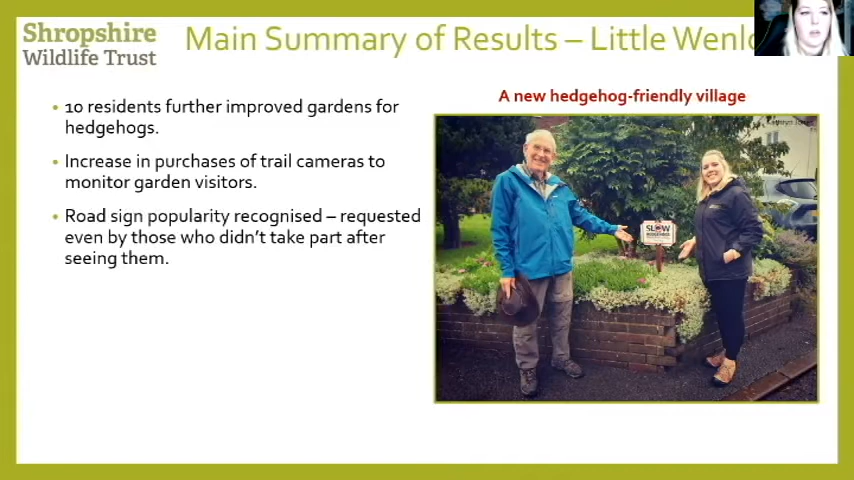 Shropshire
Wildlife Trust
Main Summary of Results – Little Wenlo
A new hedgehog-friendly village
• 10 residents further improved gardens for
hedgehogs.
• Increase in purchases of trail cameras to
monitor garden visitors.
• Road sign popularity recognised – requested
even by those who didn't take part after
seeing them.
SLOW